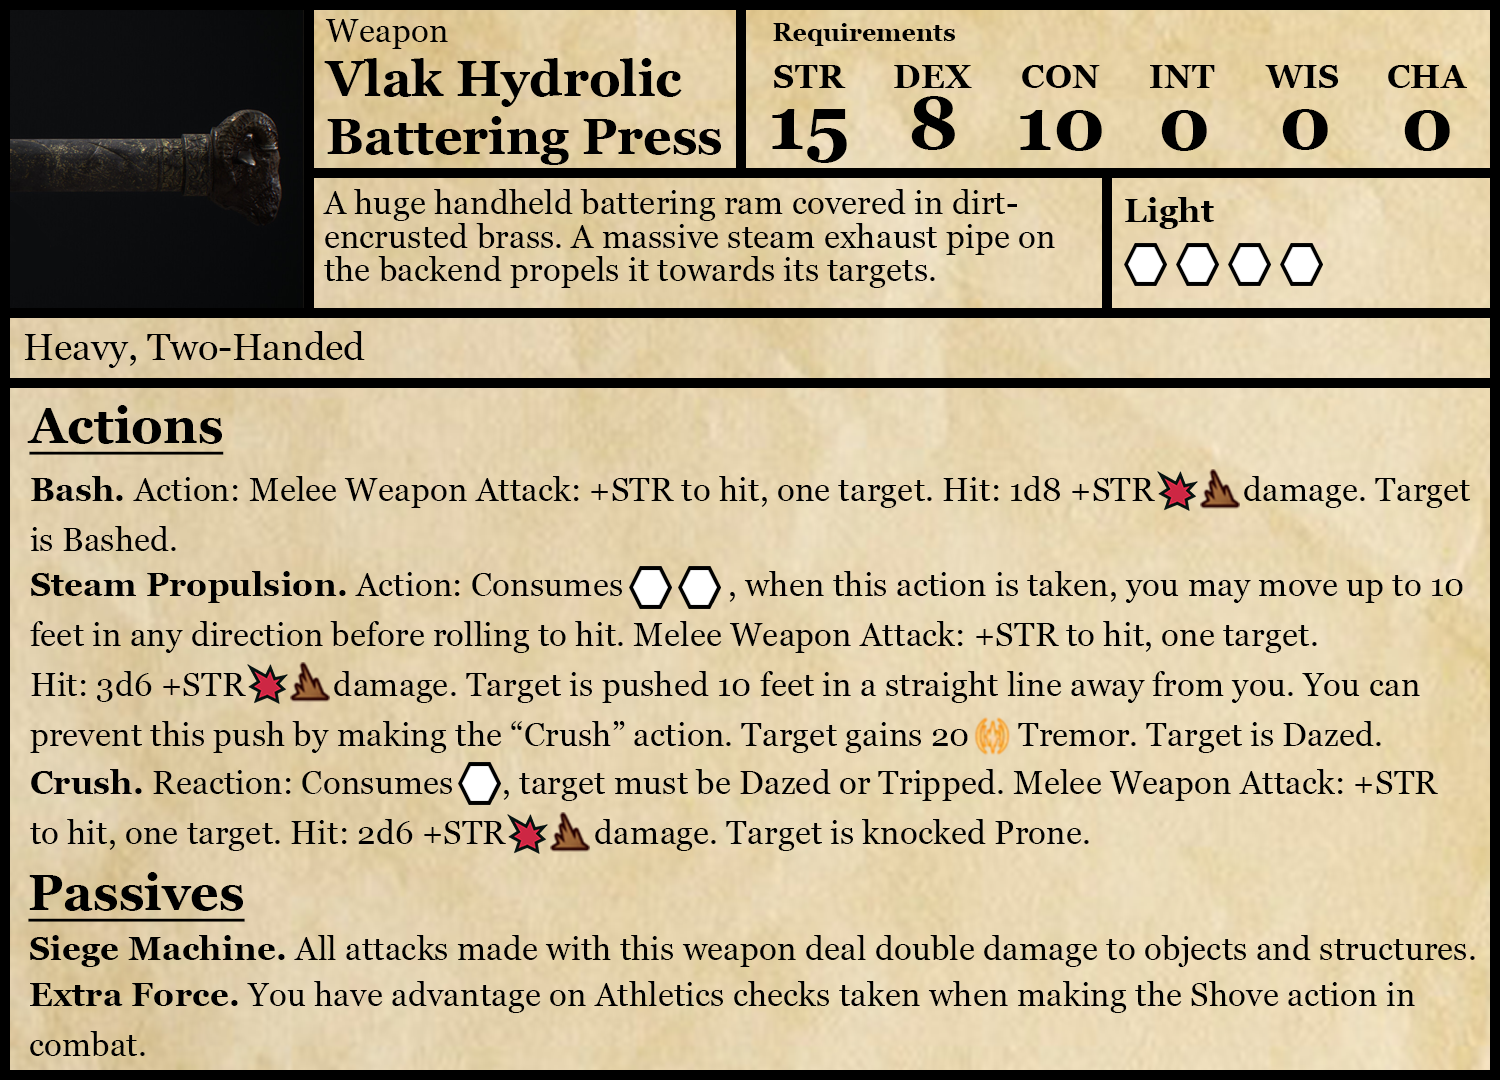 Weapon
Vlak Hydrolic
Battering Press
Requirements
STR DEX CON INT WIS CHA
15 8 10 0 0 0
A huge handheld battering ram covered in dirt-
encrusted brass. A massive steam exhaust pipe on
the backend propels it towards its targets.
Light
Heavy, Two-Handed
Actions
Bash. Action: Melee Weapon Attack: +STR to hit, one target. Hit: 1d8 +STR damage. Target
is Bashed.
Steam Propulsion. Action: Consumes , when this action is taken, you may move up to 10
feet in any direction before rolling to hit. Melee Weapon Attack: +STR to hit, one target.
Hit: 3d6 +STR damage. Target is pushed 10 feet in a straight line away from you. You can
prevent this push by making the “Crush” action. Target gains 20 Tremor. Target is Dazed.
Crush. Reaction: Consumes , target must be Dazed or Tripped. Melee Weapon Attack: +STR
to hit, one target. Hit: 2d6 +STR damage. Target is knocked Prone.
Passives
Siege Machine. All attacks made with this weapon deal double damage to objects and structures.
Extra Force. You have advantage on Athletics checks taken when making the Shove action in
combat.